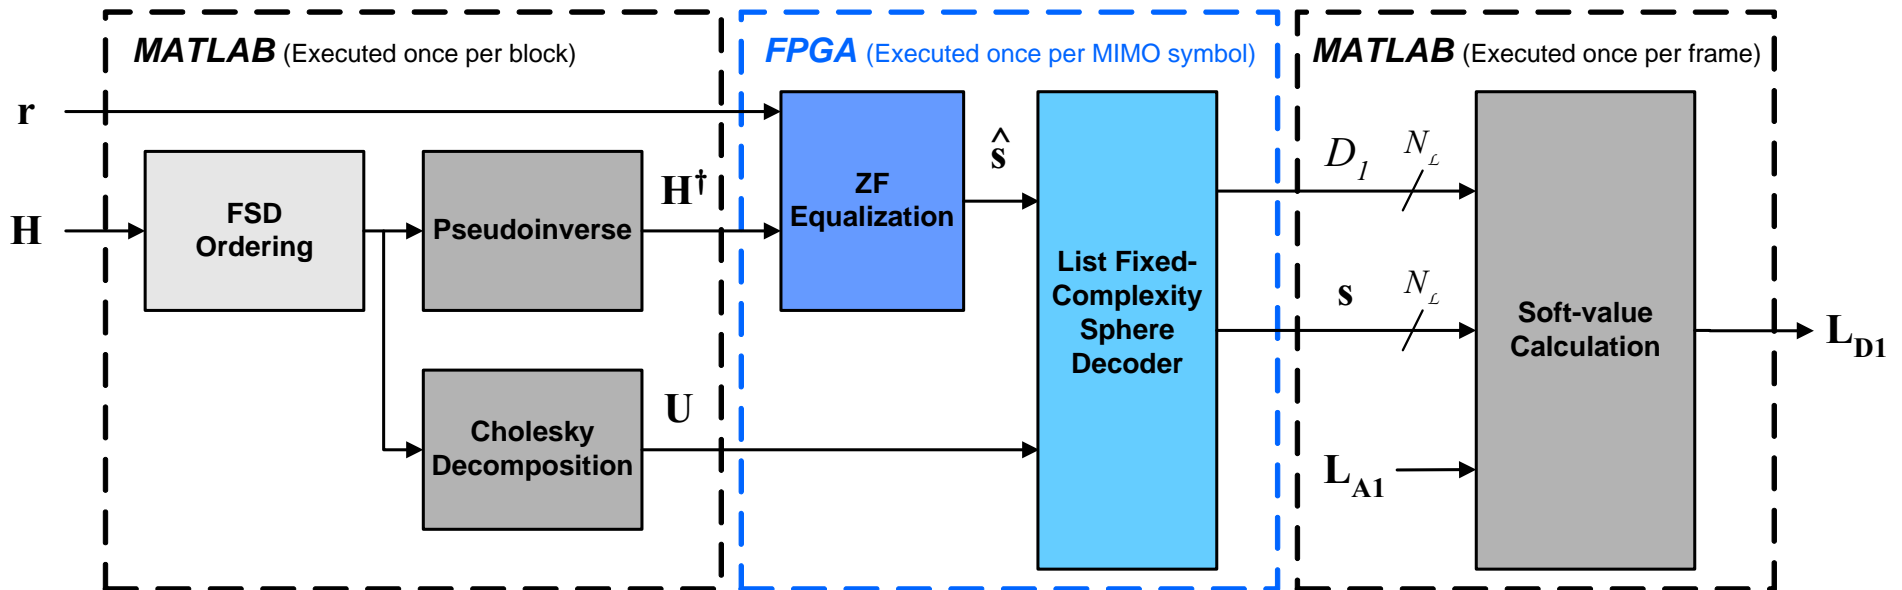 MATLAB (Executed once per block)
FPGA (Executed once per MIMO symbol)
MATLAB (Executed once per frame)
r
H
FSD
Ordering
Pseudoinverse
H†
Cholesky
Decomposition
U
ZF
Equalization
ŝ
List Fixed-
Complexity
Sphere
Decoder
D1 Nℒ
s Nℒ
LA1
Soft-value
Calculation
LD1